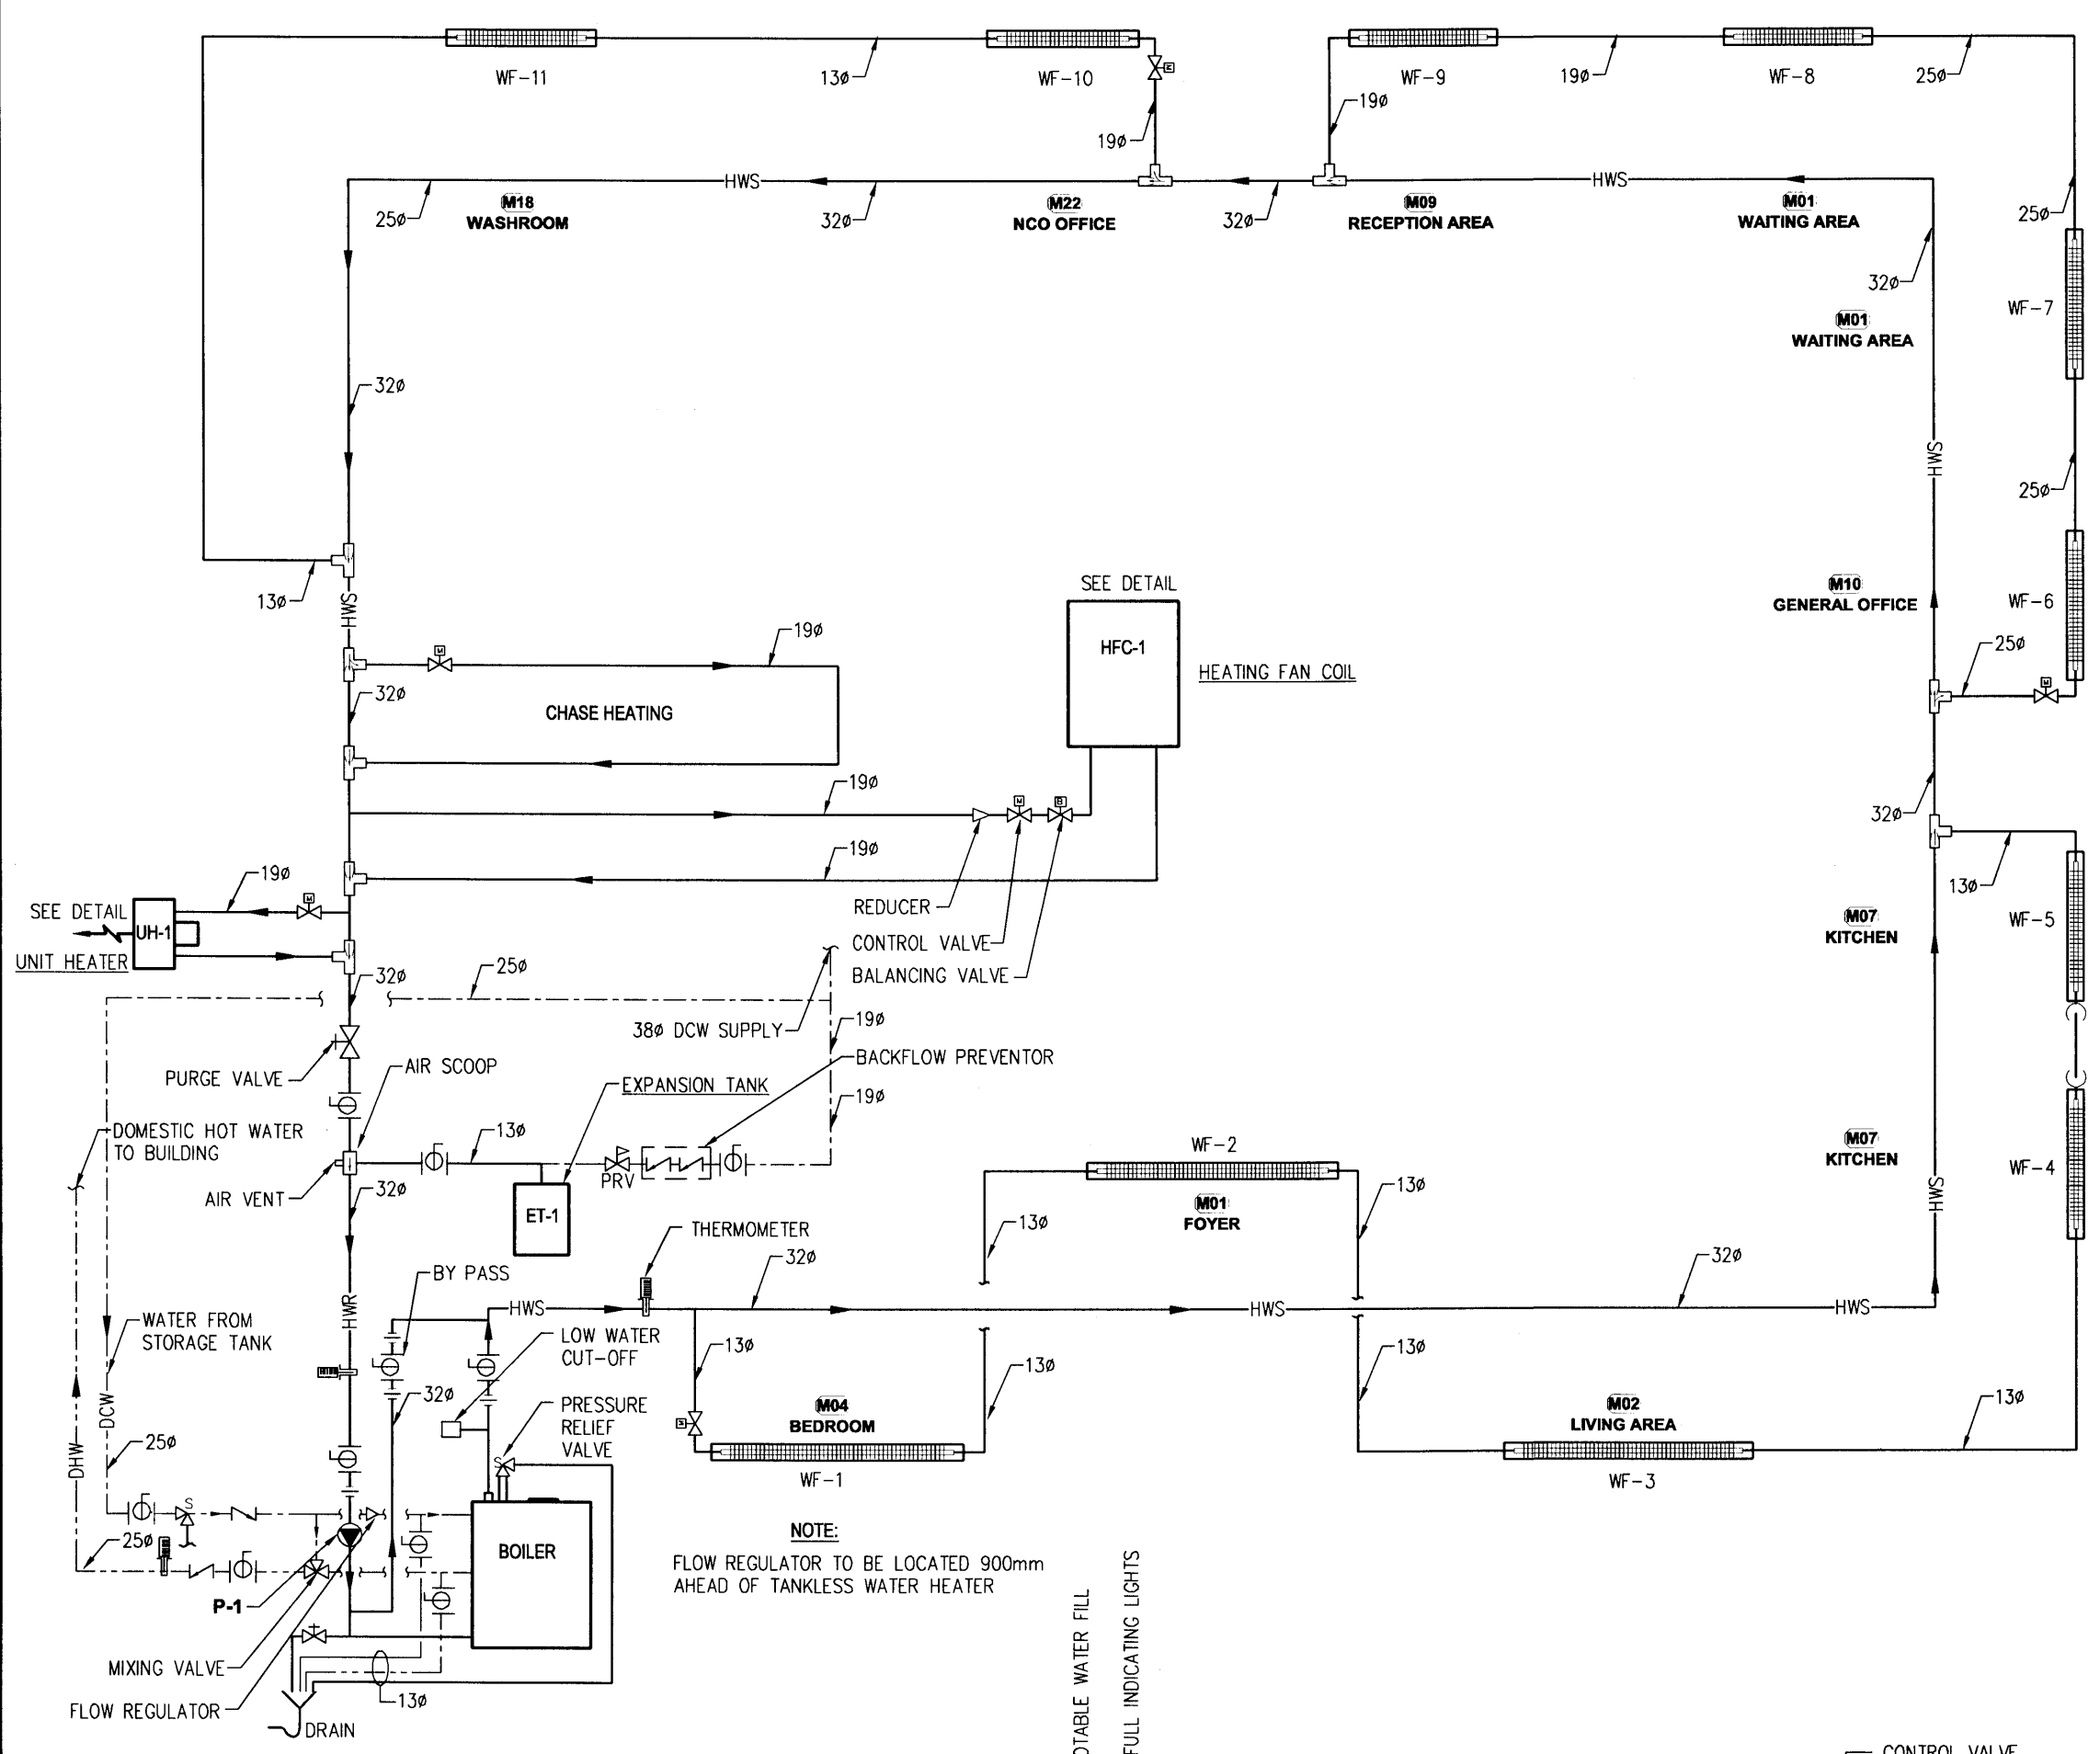 WF-11
13ø
WF-10
WF-9
19ø
WF-8
25ø
19ø
19ø
HWS
HWS
25ø
M18
WASHROOM
32ø
M22
NCO OFFICE
32ø
M09
RECEPTION AREA
M01
WAITING AREA
25ø
32ø
WF-7
M01
WAITING AREA
32ø
HWS
25ø
13ø
HWS
SEE DETAIL
HFC-1
HEATING FAN COIL
M10
GENERAL OFFICE
WF-6
M
19ø
25ø
M
32ø
CHASE HEATING
19ø
M
B
32ø
19ø
19ø
M
13ø
SEE DETAIL
UH-1
UNIT HEATER
REDUCER
CONTROL VALVE
BALANCING VALVE
M07
KITCHEN
WF-5
32ø
25ø
38ø DCW SUPPLY
19ø
BACKFLOW PREVENTOR
PURGE VALVE
AIR SCOOP
EXPANSION TANK
19ø
DOMESTIC HOT WATER
TO BUILDING
13ø
PRV
WF-2
M07
KITCHEN
WF-4
AIR VENT
32ø
ET-1
13ø
M01
FOYER
13ø
HWS
THERMOMETER
32ø
32ø
BY PASS
HWS
HWS
HWS
HWR
WATER FROM
STORAGE TANK
LOW WATER
CUT-OFF
13ø
13ø
13ø
DCW
32ø
PRESSURE
RELIEF
VALVE
M04
BEDROOM
M02
LIVING AREA
13ø
25ø
DHW
S
WF-1
WF-3
S
25ø
BOILER
NOTE:
FLOW REGULATOR TO BE LOCATED 900mm
AHEAD OF TANKLESS WATER HEATER
P-1
MIXING VALVE
FLOW REGULATOR
13ø
DRAIN
OTABLE WATER FILL
FULL INDICATING LIGHTS
CONTROL VALVE